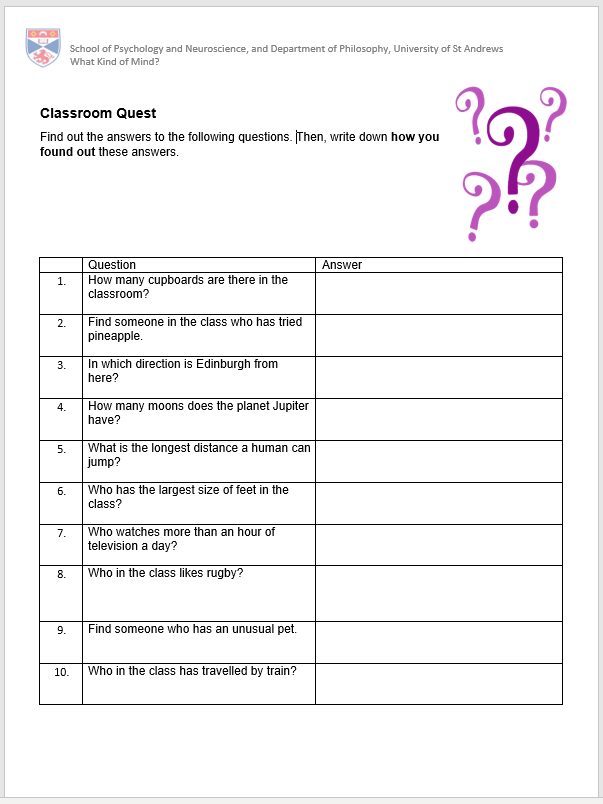 School of Psychology and Neuroscience, and Department of Philosophy, University of St Andrews
What Kind of Mind?
Classroom Quest
Find out the answers to the following questions. Then, write down how you
found out these answers.
Question Answer
1. How many cupboards are there in the
classroom?
2. Find someone in the class who has tried
pineapple.
3. In which direction is Edinburgh from
here?
4. How many moons does the planet Jupiter
have?
5. What is the longest distance a human can
jump?
6. Who has the largest size of feet in the
class?
7. Who watches more than an hour of
television a day?
8. Who in the class likes rugby?
9. Find someone who has an unusual pet.
10. Who in the class has travelled by train?